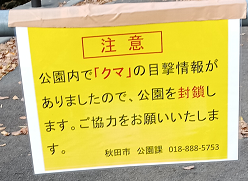 注意
公園内で「クマ」の目撃情報が
ありましたので、公園を封鎖し
ます。ご協力をお願いいたしま
す。
秋田市 公園課 018-888-5753